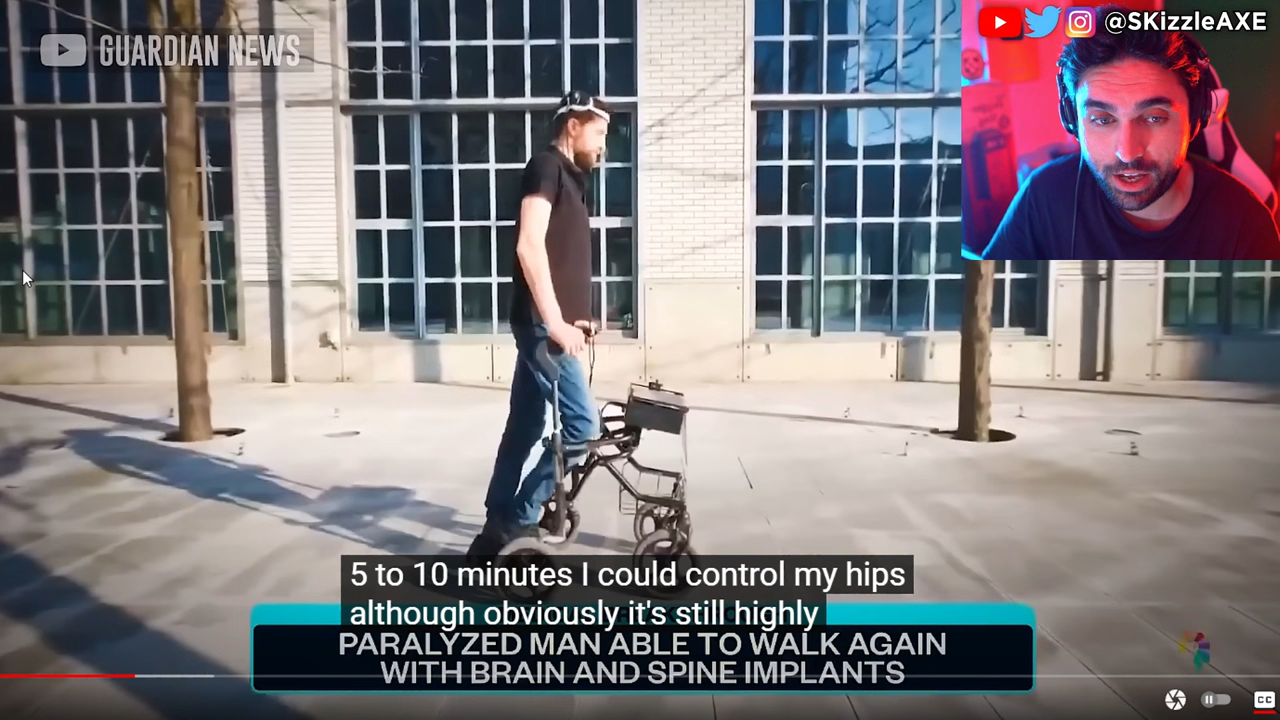 GUARDIAN NEWS
@SKizzleAXE
5 to 10 minutes I could control my hips
although obviously it's still highly
PARALYZED MAN ABLE TO WALK AGAIN
WITH BRAIN AND SPINE IMPLANTS
CC